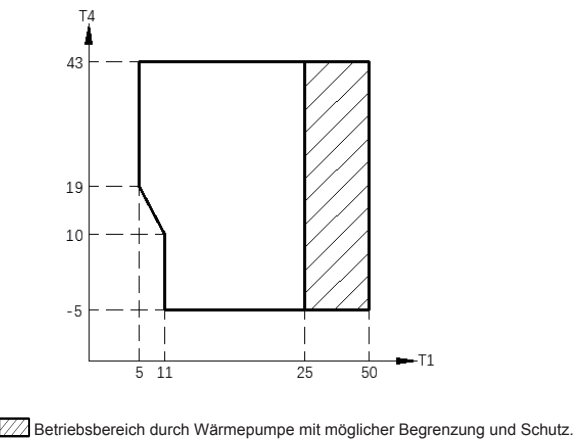 T4
43
19
10
-5
5 11 25 50
T1
Betriebsbereich durch Wärmepumpe mit möglicher Begrenzung und Schutz.